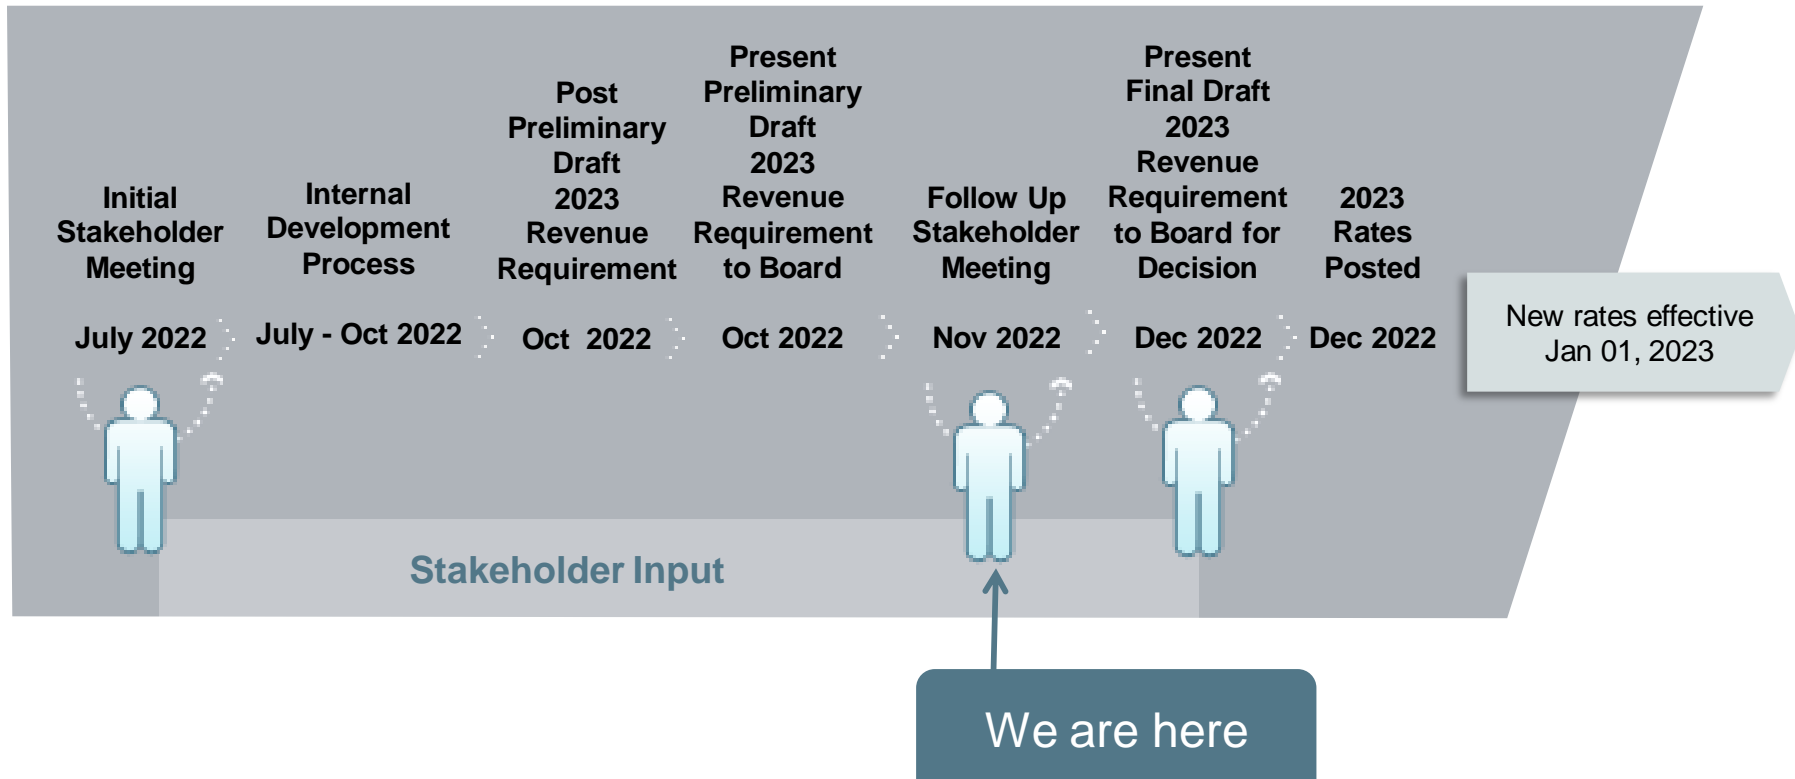 Initial
Stakeholder
Meeting
July 2022
Internal
Development
Process
July - Oct 2022
Post
Preliminary
Draft
2023
Revenue
Requirement
Oct 2022
Present
Preliminary
Draft
2023
Revenue
Requirement
to Board
Oct 2022
Follow Up
Stakeholder
Meeting
Nov 2022
Present
Final Draft
2023
Revenue
Requirement
to Board for
Decision
Dec 2022
2023
Rates
Posted
Dec 2022
New rates effective
Jan 01, 2023
Stakeholder Input
We are here